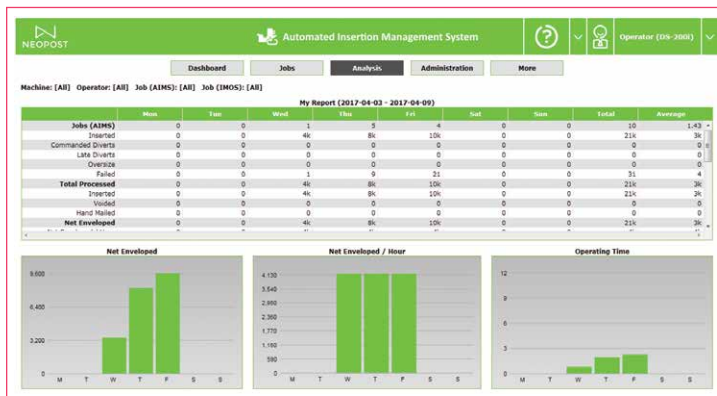 NEOPOST
Automated Insertion Management System
Operator (DS-200i)
Dashboard Jobs Analysis Administration More
Machine: [All] Operator: [All] Job (AIMS): [All] Job (IMOS): [All]
My Report (2017-04-03 - 2017-04-09)
Mon Tue Wed Thu Fri Sat Sun Total Average
Jobs (AIMS) 0 0 1 5 4 0 0 10 1.43
Inserted 0 0 4k 8k 10k 0 0 21k 3k
Commanded Diverts 0 0 0 0 0 0 0 0 0
Late Diverts 0 0 0 0 0 0 0 0 0
Oversize 0 0 0 0 0 0 0 0 0
Failed 0 0 1 9 21 0 0 31 4
Total Processed 0 0 4k 8k 10k 0 0 21k 3k
Inserted 0 0 4k 8k 10k 0 0 21k 3k
Voided 0 0 0 0 0 0 0 0 0
Hand Mailed 0 0 0 0 0 0 0 0 0
Net Enveloped 0 0 4k 8k 10k 0 0 21k 3k
Net Enveloped Net Enveloped / Hour Operating Time
9,600
6,400
3,200
0
M T W T F S S
4,130
3,540
2,950
2,360
1,770
1,180
590
0
M T W T F S S
12
9
6
3
0
M T W T F S S